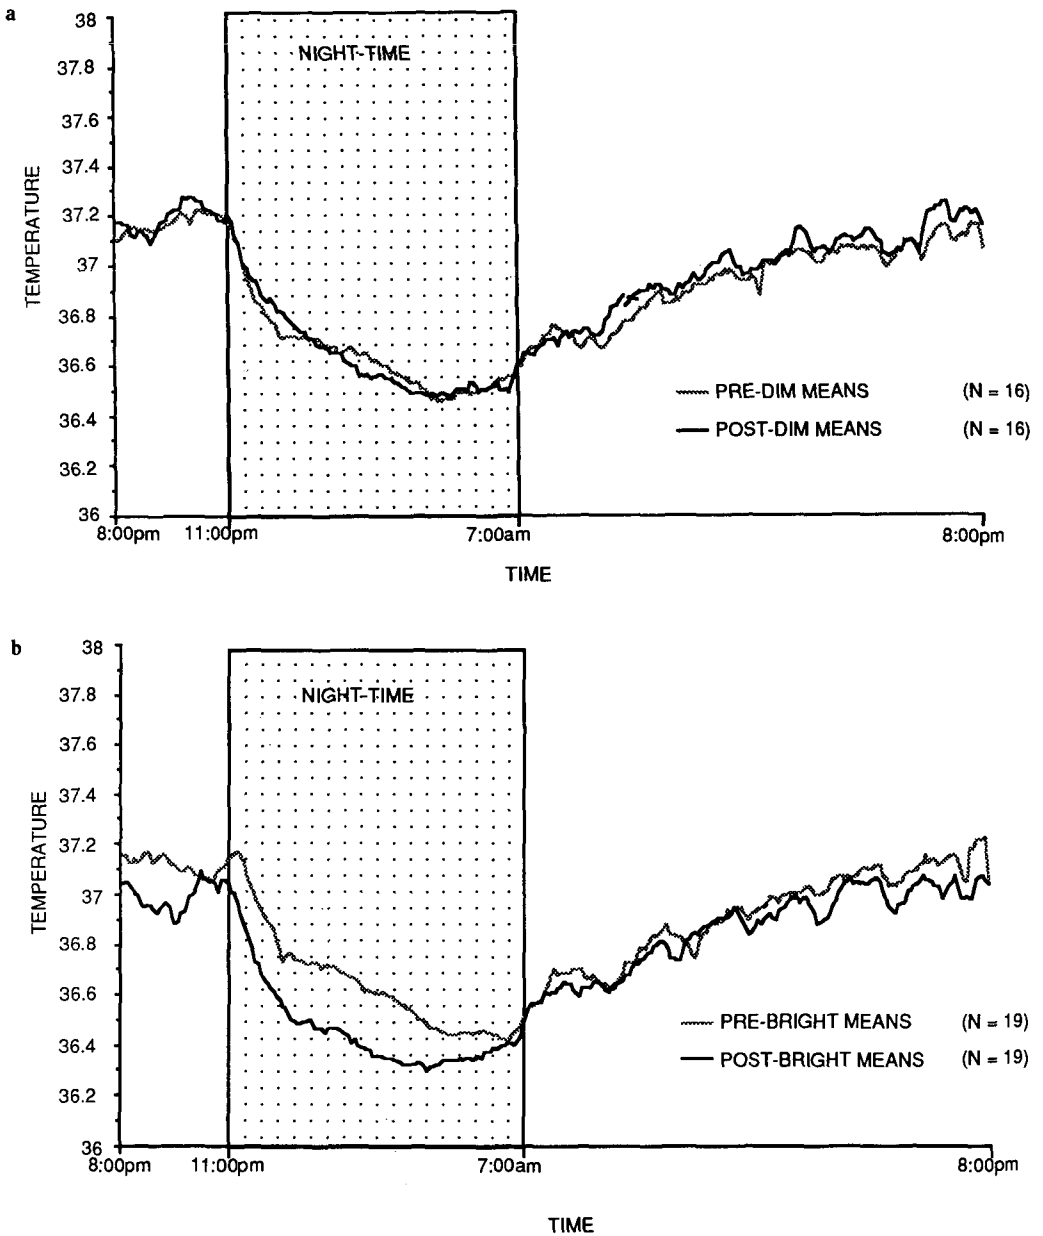 a
38
NIGHT-TIME
37.8
37.6
37.4
37.2
37
36.8
36.6
36.4
36.2
36
TEMPERATURE
PRE-DIM MEANS (N = 16)
POST-DIM MEANS (N = 16)
8:00pm 11:00pm 7:00am 8:00pm
TIME
b
38
NIGHT-TIME
37.8
37.6
37.4
37.2
37
36.8
36.6
36.4
36.2
36
TEMPERATURE
PRE-BRIGHT MEANS (N = 19)
POST-BRIGHT MEANS (N = 19)
8:00pm 11:00pm 7:00am 8:00pm
TIME